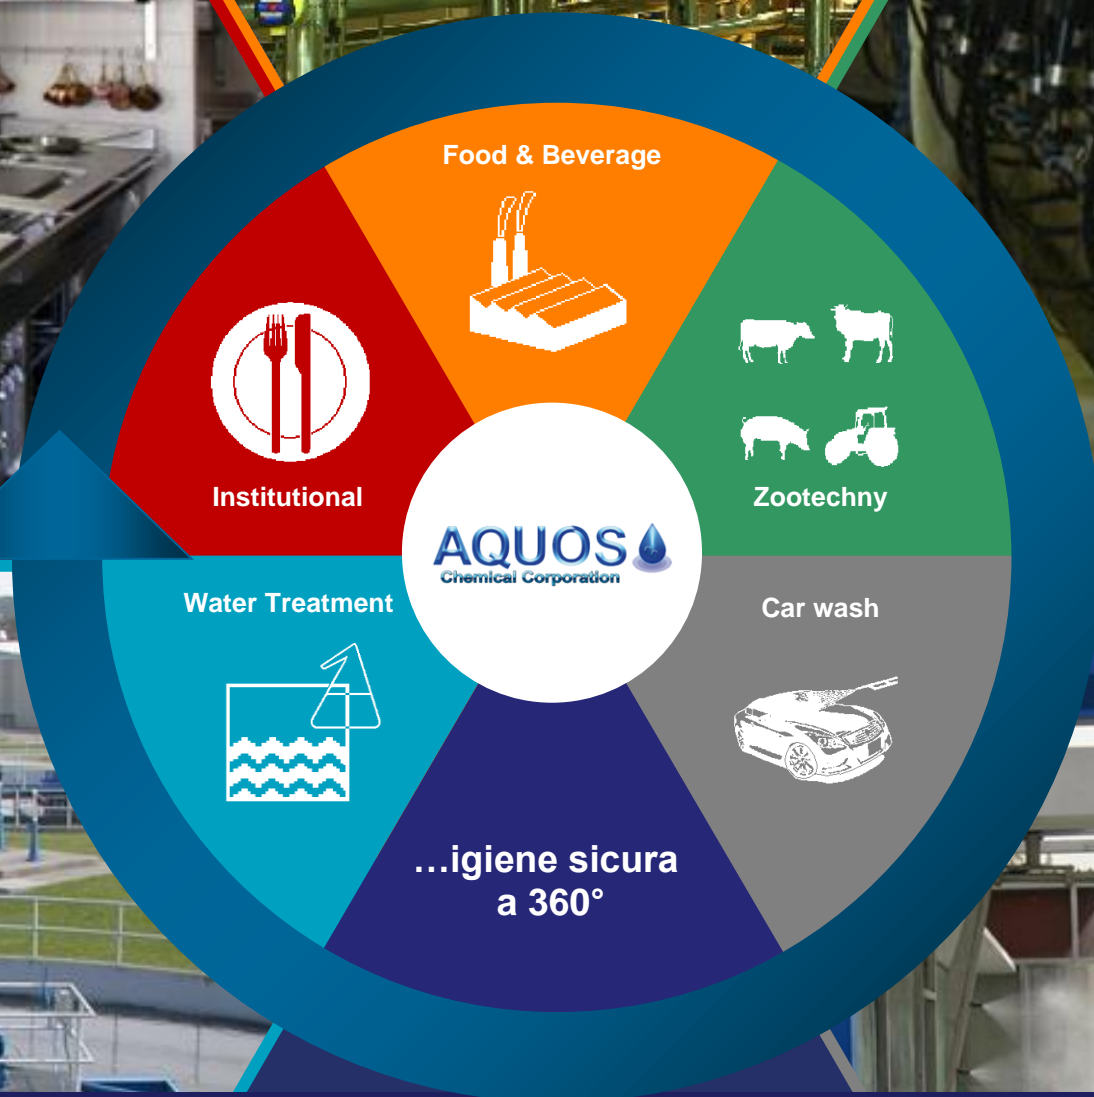 Food & Beverage
Institutional
Zootechny
AQUOS
Chemical Corporation
Water Treatment
Car wash
...igiene sicura
a 360°